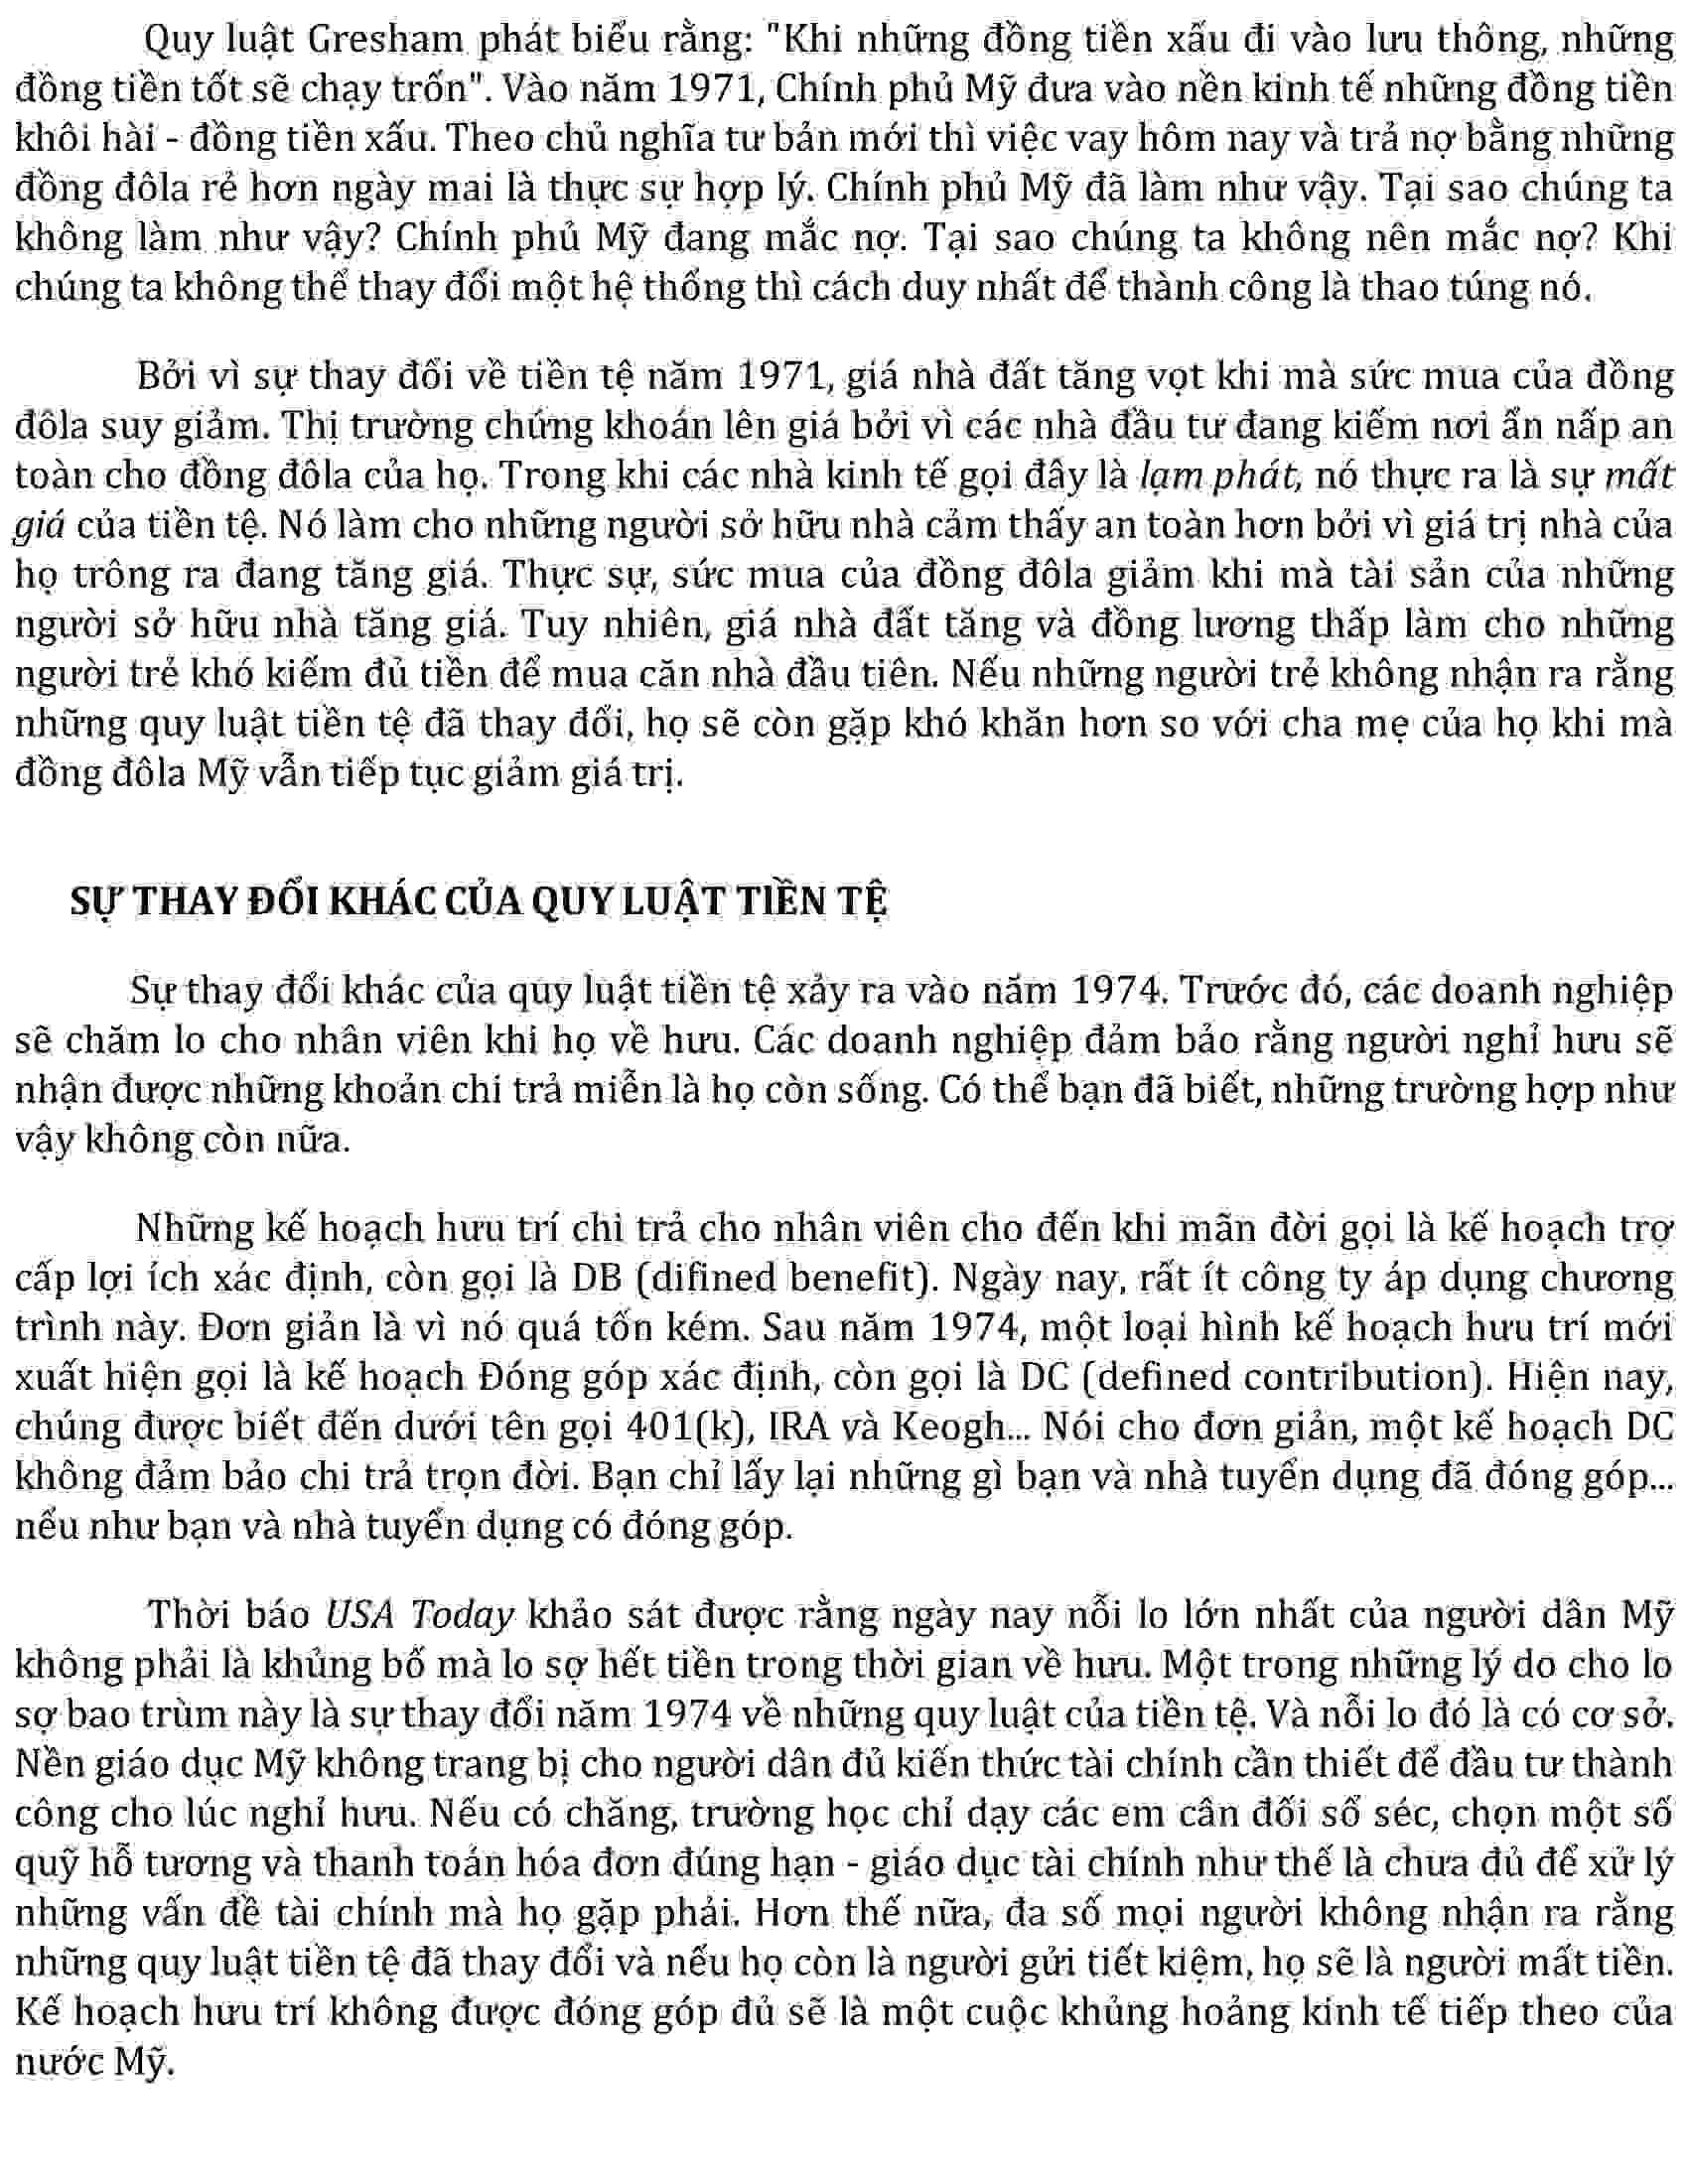 Quy luật Gresham phát biểu rằng: "Khi những đồng tiền xấu đi vào lưu thông, những
đồng tiền tốt sẽ chạy trốn". Vào năm 1971, Chính phủ Mỹ đưa vào nền kinh tế những đồng tiền
khôi hài - đồng tiền xấu. Theo chủ nghĩa tư bản mới thì việc vay hôm nay và trả nợ bằng những
đồng đôla rẻ hơn ngày mai là thực sự hợp lý. Chính phủ Mỹ đã làm như vậy. Tại sao chúng ta
không làm như vậy? Chính phủ Mỹ đang mắc nợ. Tại sao chúng ta không nên mắc nợ? Khi
chúng ta không thể thay đổi một hệ thống thì cách duy nhất để thành công là thao túng nó.
Bởi vì sự thay đổi về tiền tệ năm 1971, giá nhà đất tăng vọt khi mà sức mua của đồng
đôla suy giảm. Thị trường chứng khoán lên giá bởi vì các nhà đầu tư đang kiếm nơi ẩn nấp an
toàn cho đồng đôla của họ. Trong khi các nhà kinh tế gọi đây là lạm phát, nó thực ra là sự mất
giá của tiền tệ. Nó làm cho những người sở hữu nhà cảm thấy an toàn hơn bởi vì giá trị nhà của
họ trông ra đang tăng giá. Thực sự, sức mua của đồng đôla giảm khi mà tài sản của những
người sở hữu nhà tăng giá. Tuy nhiên, giá nhà đất tăng và đồng lương thấp làm cho những
người trẻ khó kiếm đủ tiền để mua căn nhà đầu tiên. Nếu những người trẻ không nhận ra rằng
những quy luật tiền tệ đã thay đổi, họ sẽ còn gặp khó khăn hơn so với cha mẹ của họ khi mà
đồng đôla Mỹ vẫn tiếp tục giảm giá trị.
SỰ THAY ĐỔI KHÁC CỦA QUY LUẬT TIỀN TỆ
Sự thay đổi khác của quy luật tiền tệ xảy ra vào năm 1974. Trước đó, các doanh nghiệp
sẽ chăm lo cho nhân viên khi họ về hưu. Các doanh nghiệp đảm bảo rằng người nghỉ hưu sẽ
nhận được những khoản chi trả miễn là họ còn sống. Có thể bạn đã biết, những trường hợp như
vậy không còn nữa.
Những kế hoạch hưu trí chi trả cho nhân viên cho đến khi mãn đời gọi là kế hoạch trợ
cấp lợi ích xác định, còn gọi là DB (difined benefit). Ngày nay, rất ít công ty áp dụng chương
trình này. Đơn giản là vì nó quá tốn kém. Sau năm 1974, một loại hình kế hoạch hưu trí mới
xuất hiện gọi là kế hoạch Đóng góp xác định, còn gọi là DC (defined contribution). Hiện nay,
chúng được biết đến dưới tên gọi 401(k), IRA và Keogh... Nói cho đơn giản, một kế hoạch DC
không đảm bảo chi trả trọn đời. Bạn chỉ lấy lại những gì bạn và nhà tuyển dụng đã đóng góp...
nếu như bạn và nhà tuyển dụng có đóng góp.
Thời báo USA Today khảo sát được rằng ngày nay nỗi lo lớn nhất của người dân Mỹ
không phải là khủng bố mà lo sợ hết tiền trong thời gian về hưu. Một trong những lý do cho lo
sợ bao trùm này là sự thay đổi năm 1974 về những quy luật của tiền tệ. Và nỗi lo đó là có cơ sở.
Nền giáo dục Mỹ không trang bị cho người dân đủ kiến thức tài chính cần thiết để đầu tư thành
công cho lúc nghỉ hưu. Nếu có chăng, trường học chỉ dạy các em cân đối sổ séc, chọn một số
quỹ hỗ tương và thanh toán hóa đơn đúng hạn - giáo dục tài chính như thế là chưa đủ để xử lý
những vấn đề tài chính mà họ gặp phải. Hơn thế nữa, đa số mọi người không nhận ra rằng
những quy luật tiền tệ đã thay đổi và nếu họ còn là người gửi tiết kiệm, họ sẽ là người mất tiền.
Kế hoạch hưu trí không được đóng góp đủ sẽ là một cuộc khủng hoảng kinh tế tiếp theo của
nước Mỹ.